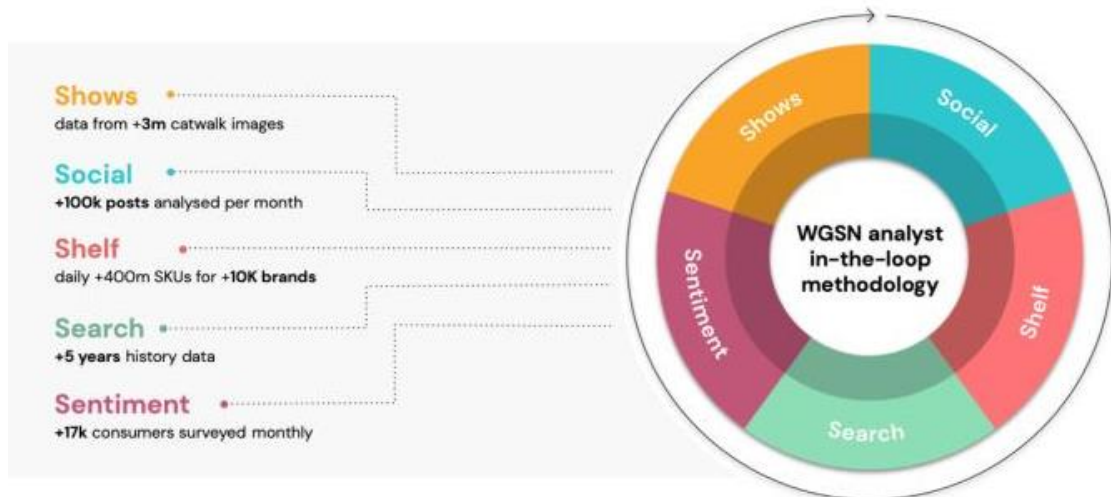 Shows
data from +3m catwalk images
Social
+100k posts analysed per month
Shelf
daily +400m SKUs for +10K brands
Search
+5 years history data
Sentiment
+17k consumers surveyed monthly
Shows
Social
Shelf
Search
Sentiment
WGSN analyst
in-the-loop
methodology